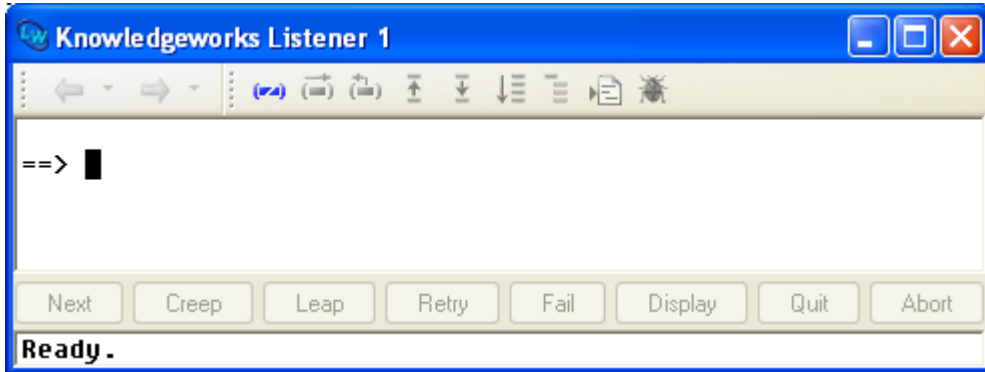 Knowledgeworks Listener 1
==>
Next Creep Leap Retry Fail Display Quit Abort
Ready.